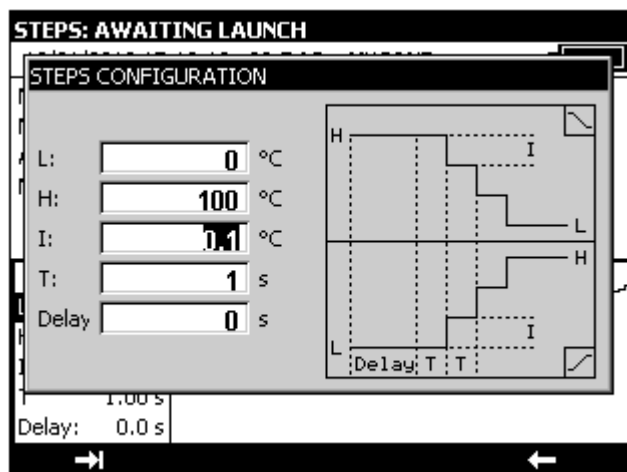 STEPS: AWAITING LAUNCH
STEPS CONFIGURATION
L: 0 °C
H: 100 °C
I: 0.1 °C
T: 1 s
Delay 0 s
H
I
L
H
I
L
Delay T T
1.00 s
Delay: 0.0 s